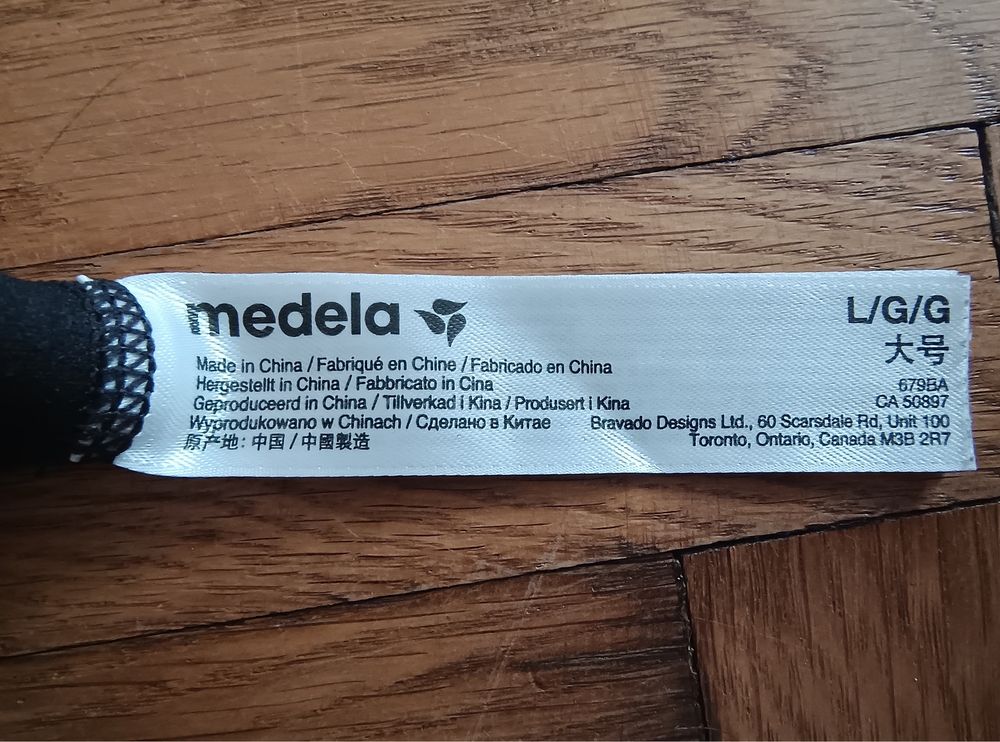 medela
L/G/G
大号
Made in China / Fabriqué en Chine / Fabricado en China
Hergestellt in China / Fabbricato in Cina
679BA
Geproduceerd in China / Tillverkad i Kina / Produsert i Kina
CA 50897
Wyprodukowano w Chinach / Сделано в Китае
Bravado Designs Ltd., 60 Scarsdale Rd, Unit 100
原产地: 中国 / 中國製造
Toronto, Ontario, Canada M3B 2R7